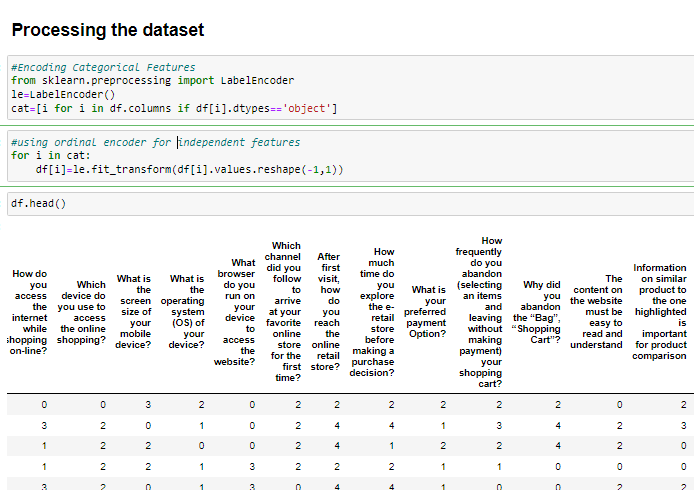 Processing the dataset
#Encoding Categorical Features
from sklearn.preprocessing import LabelEncoder
le=LabelEncoder()
cat=[i for i in df.columns if df[i].dtypes=='object']
#using ordinal encoder for independent features
for i in cat:
df[i]=le.fit_transform(df[i].values.reshape(-1,1))
df.head()
How do
you
access
the
internet
while
shopping
on-line?
Which
device do
you use to
access
the online
shopping?
What is
the
screen
size of
your
mobile
device?
What is
the
operating
system
(OS) of
your
device?
What
browser
do you
run on
your
device
to
access
the
website?
Which
channel
did you
follow
to
arrive
at your
favorite
online
store
for the
first
time?
After
first
visit,
how
do
you
reach
the
online
retail
store?
How
much
time do
you
explore
the e-
retail
store
before
making a
purchase
decision?
What is
your
preferred
payment
Option?
How
frequently
do you
abandon
(selecting
an items
and
leaving
without
making
payment)
your
shopping
cart?
Why did
you
abandon
the “Bag”,
“Shopping
Cart”?
The
content on
the website
must be
easy to
read and
understand
Information
on similar
product to
the one
highlighted
is
important
for product
comparison
0 0 3 2 0 2 2 2 2 2 2 0 2
3 2 0 1 0 2 4 4 1 3 4 2 3
1 2 2 0 0 2 4 1 2 2 4 2 0
1 2 2 1 3 2 2 2 1 1 0 0 0
3 2 0 1 3 0 4 4 1 0 0 2 2